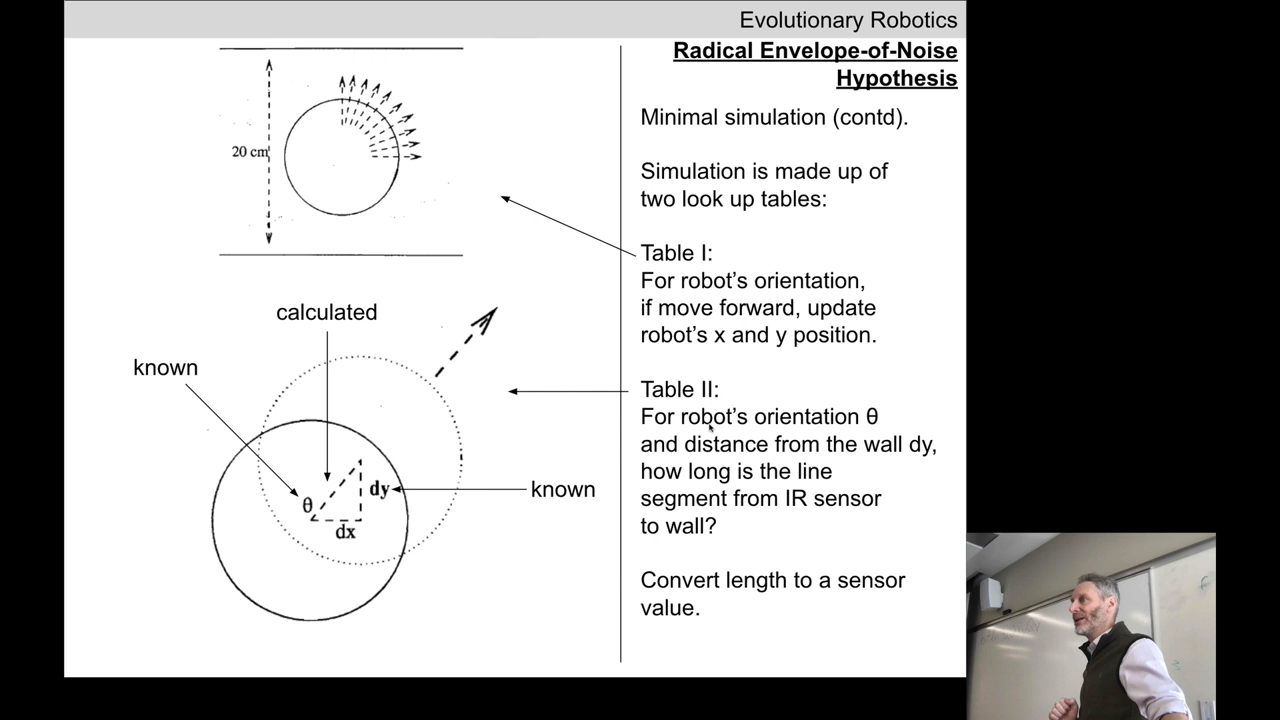 Evolutionary Robotics
Radical Envelope-of-Noise
Hypothesis
Minimal simulation (contd).
Simulation is made up of
two look up tables:
Table I:
For robot's orientation,
if move forward, update
robot's x and y position.
Table II:
For robot's orientation θ
and distance from the wall dy,
how long is the line
segment from IR sensor
to wall?
Convert length to a sensor
value.
20 cm
calculated
known
θ
dy
dx
known